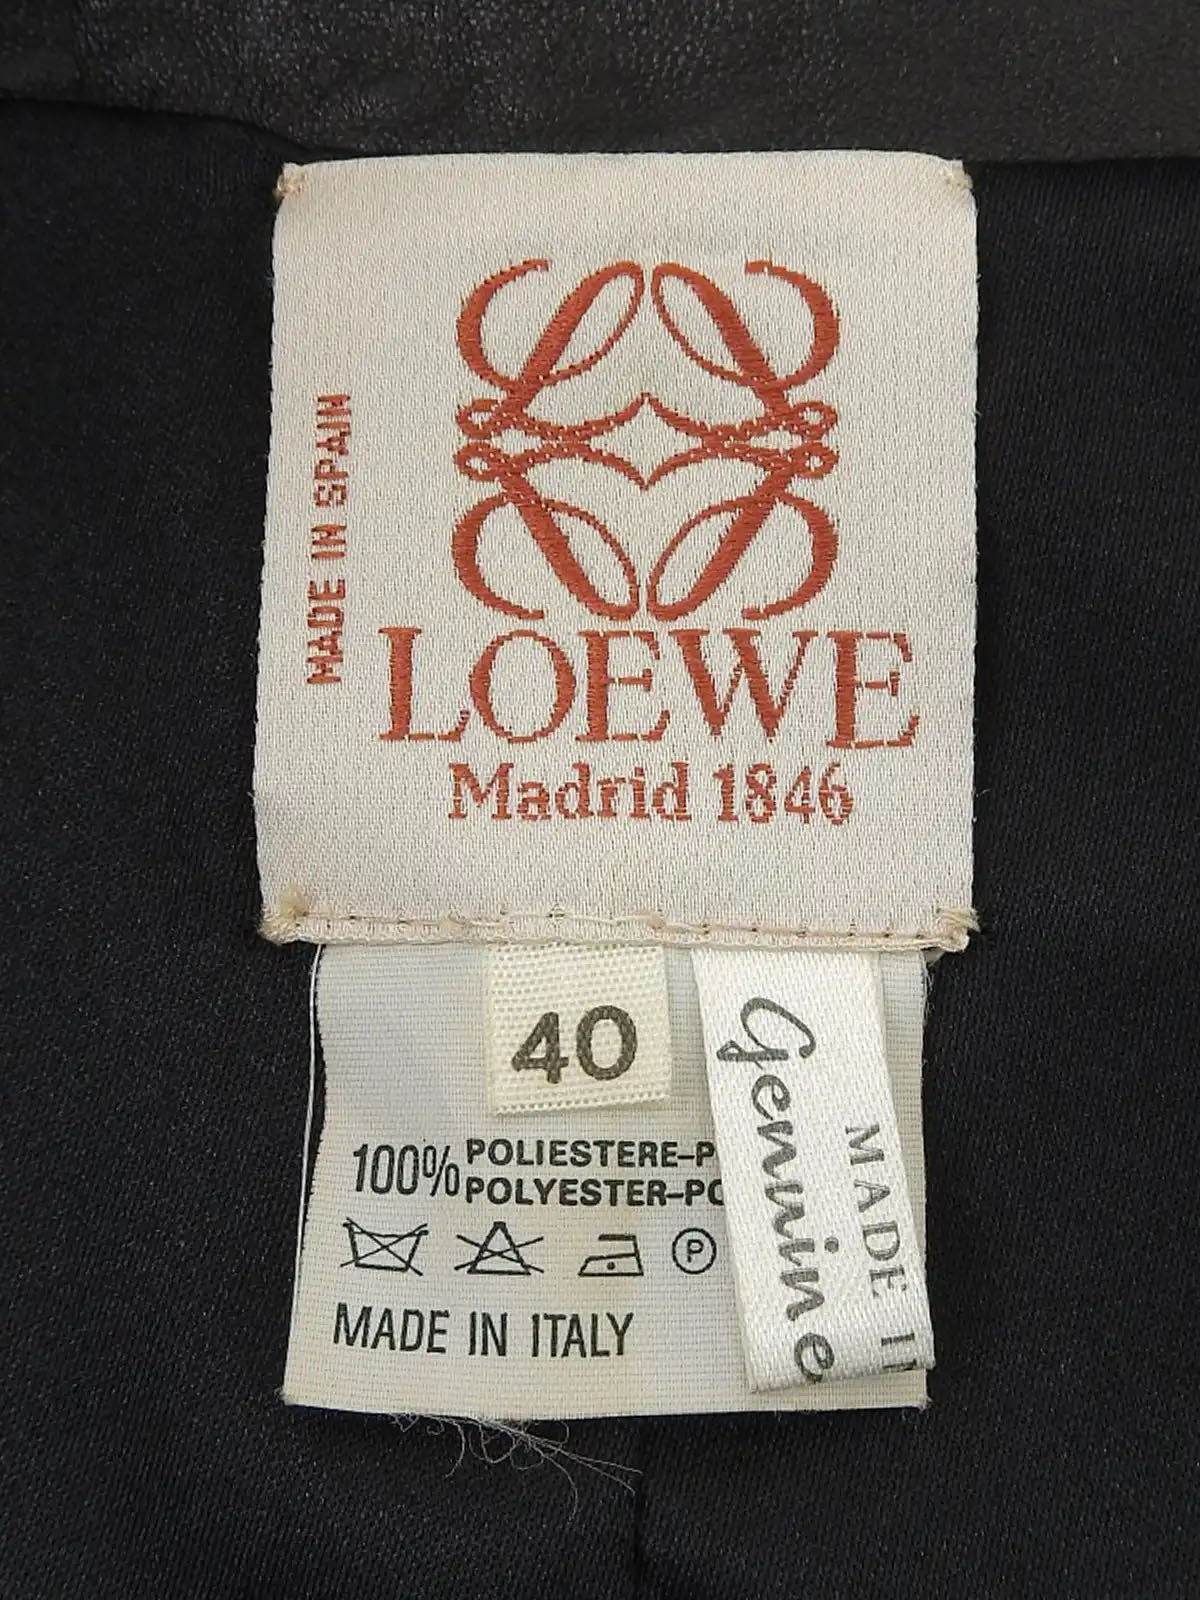 MADE IN SPAIN
LOEWE
Madrid 1846
40
100% POLIESTERE-P
POLYESTER-PO
P
MADE IN ITALY
Genuine
MADE